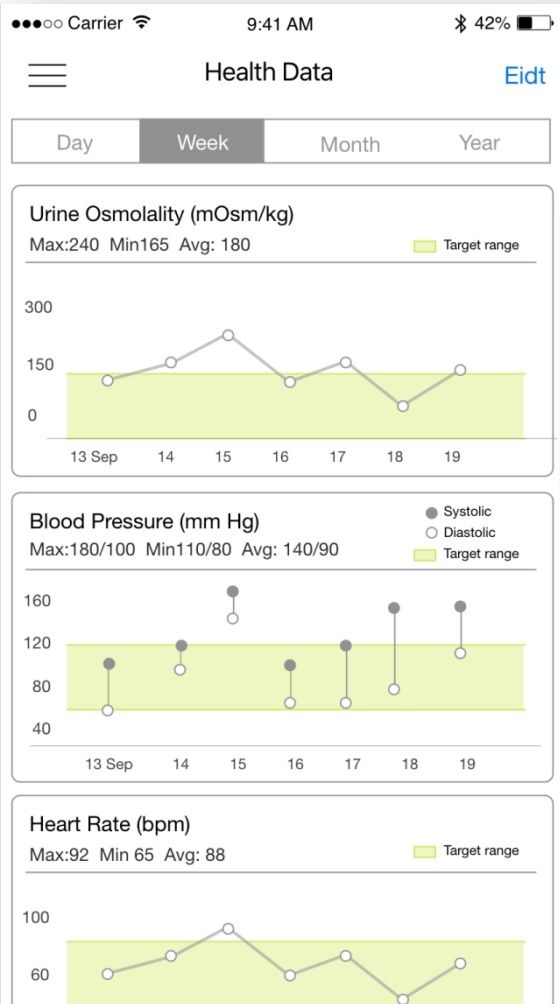 Carrier 9:41 AM 42%
Health Data Eidt
Day Week Month Year
Urine Osmolality (mOsm/kg)
Max:240 Min165 Avg: 180 Target range
300
150
0
13 Sep 14 15 16 17 18 19
Systolic
Blood Pressure (mm Hg)
Diastolic
Max:180/100 Min110/80 Avg: 140/90 Target range
160
120
80
40
13 Sep 14 15 16 17 18 19
Heart Rate (bpm)
Max:92 Min 65 Avg: 88 Target range
100
60